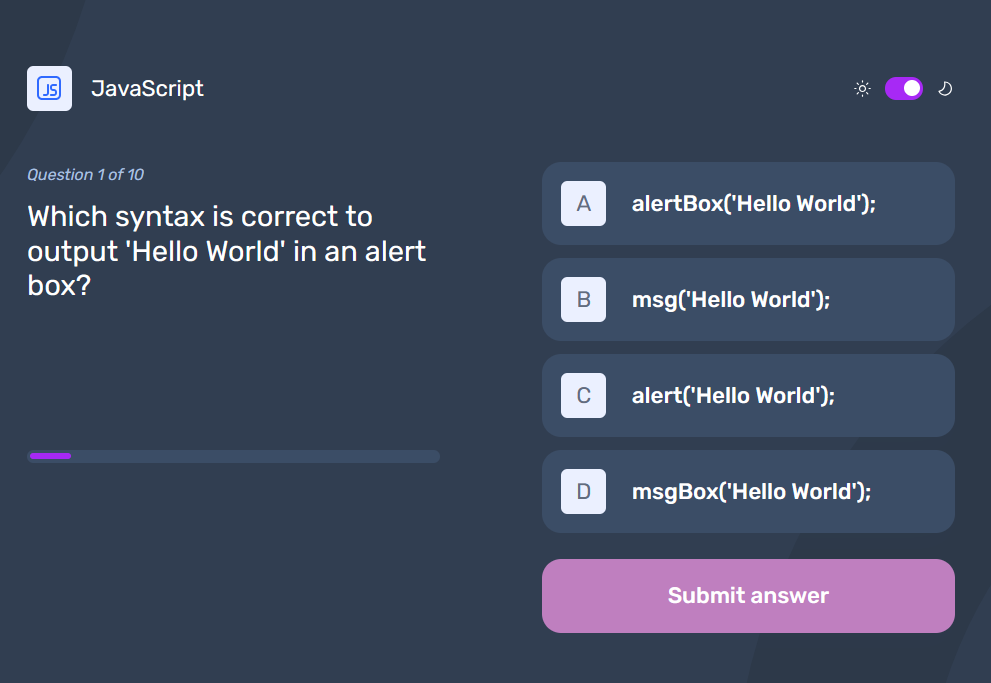 JS
JavaScript
Question 1 of 10
Which syntax is correct to
output 'Hello World' in an alert
box?
A
alertBox('Hello World');
B
msg('Hello World');
C
alert('Hello World');
D
msgBox('Hello World');
Submit answer